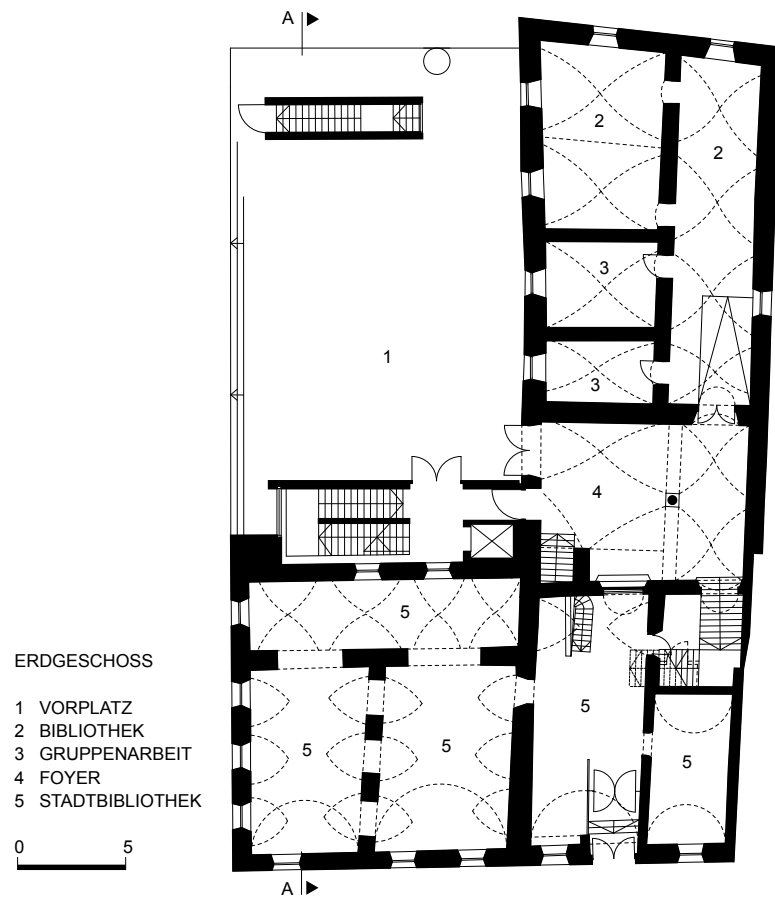 A
2
2
3
1
3
4
5
ERDGESCHOSS
1 VORPLATZ
2 BIBLIOTHEK
3 GRUPPENARBEIT
4 FOYER
5 STADTBIBLIOTHEK
5
5
5
5
0 5
A